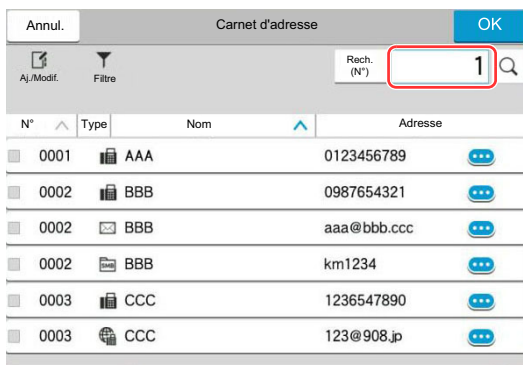 Annul. Carnet d'adresse OK
Aj./Modif. Filtre Rech. (N°) 1
N° Type Nom Adresse
0001 AAA 0123456789
0002 BBB 0987654321
0002 BBB aaa@bbb.ccc
0002 SMB BBB km1234
0003 CCC 1236547890
0003 CCC 123@908.jp